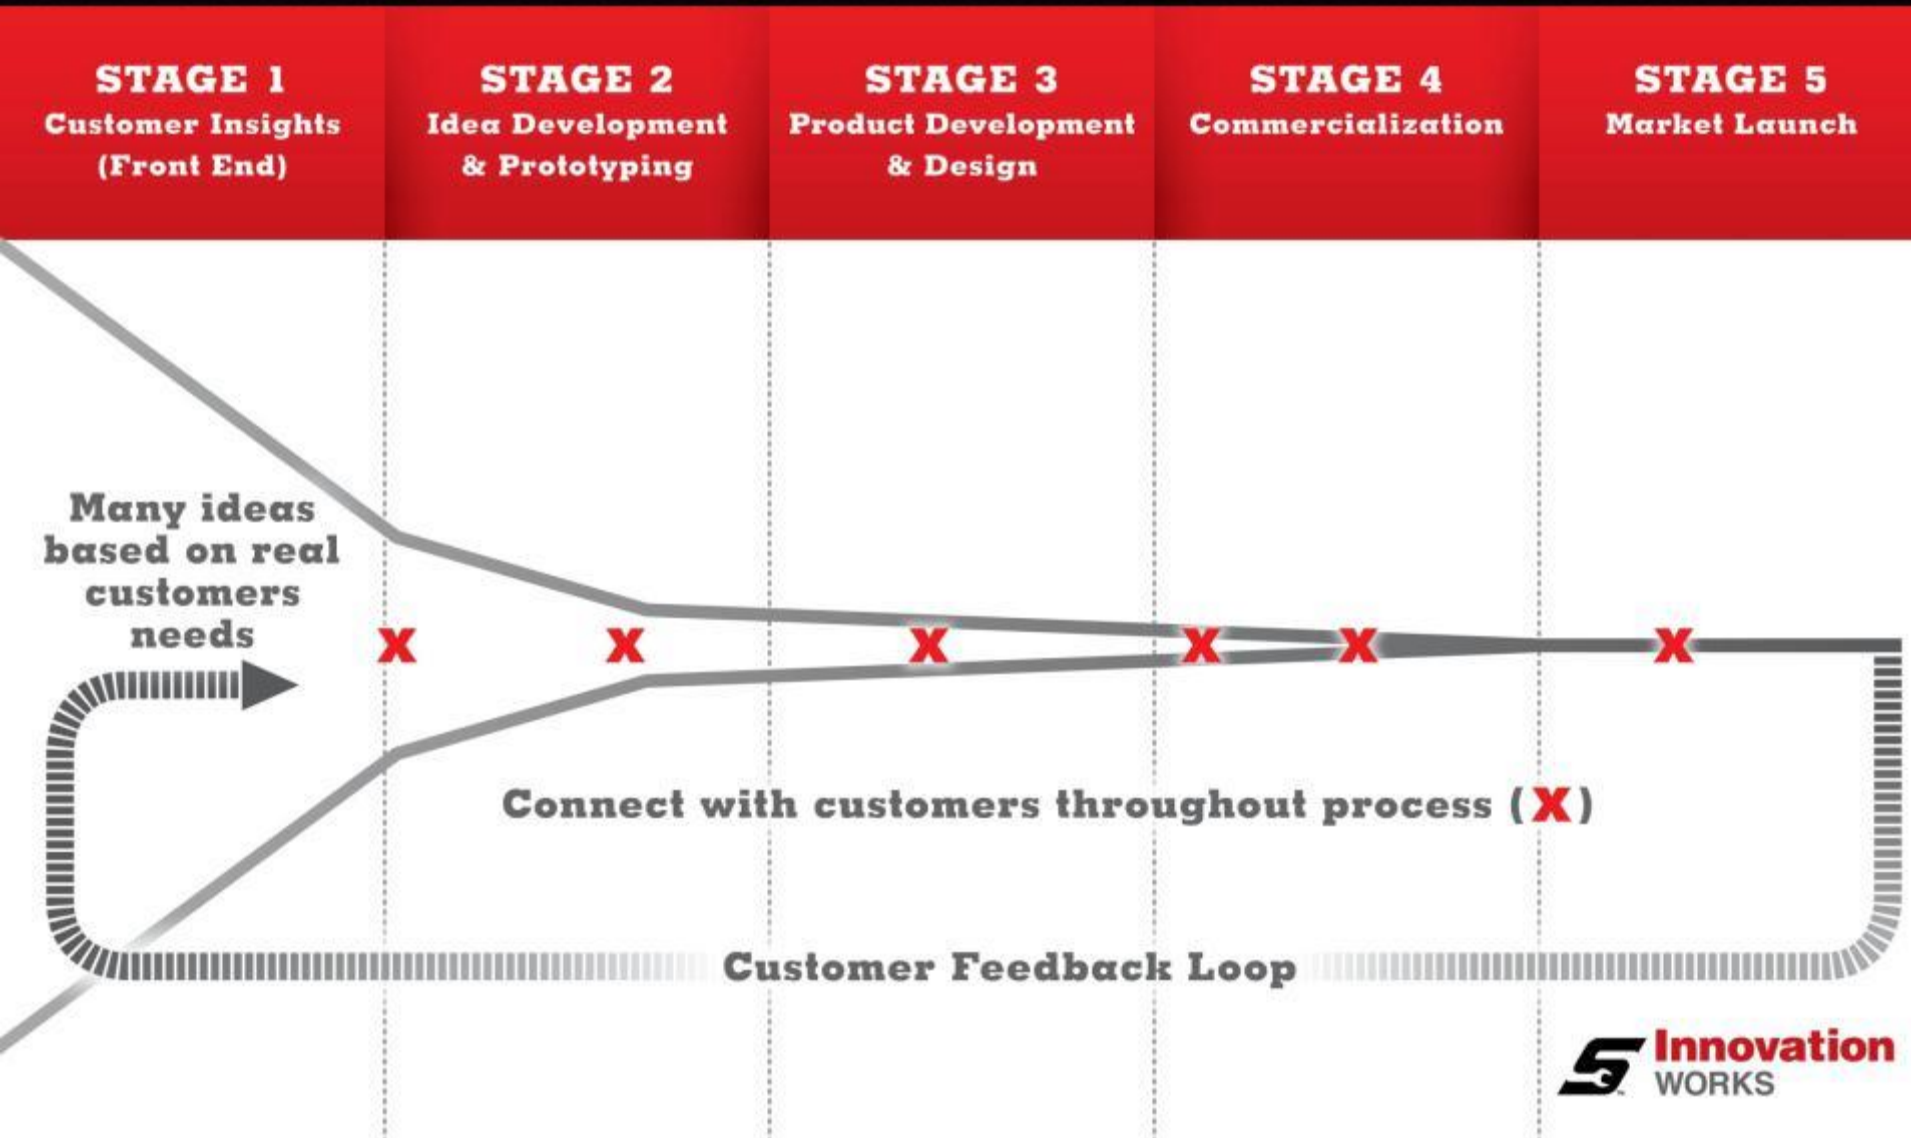 STAGE 1
Customer Insights
(Front End)
STAGE 2
Idea Development
& Prototyping
STAGE 3
Product Development
& Design
STAGE 4
Commercialization
STAGE 5
Market Launch
Many ideas
based on real
customers
needs
X X X X X X
Connect with customers throughout process (X)
Customer Feedback Loop
Innovation
WORKS